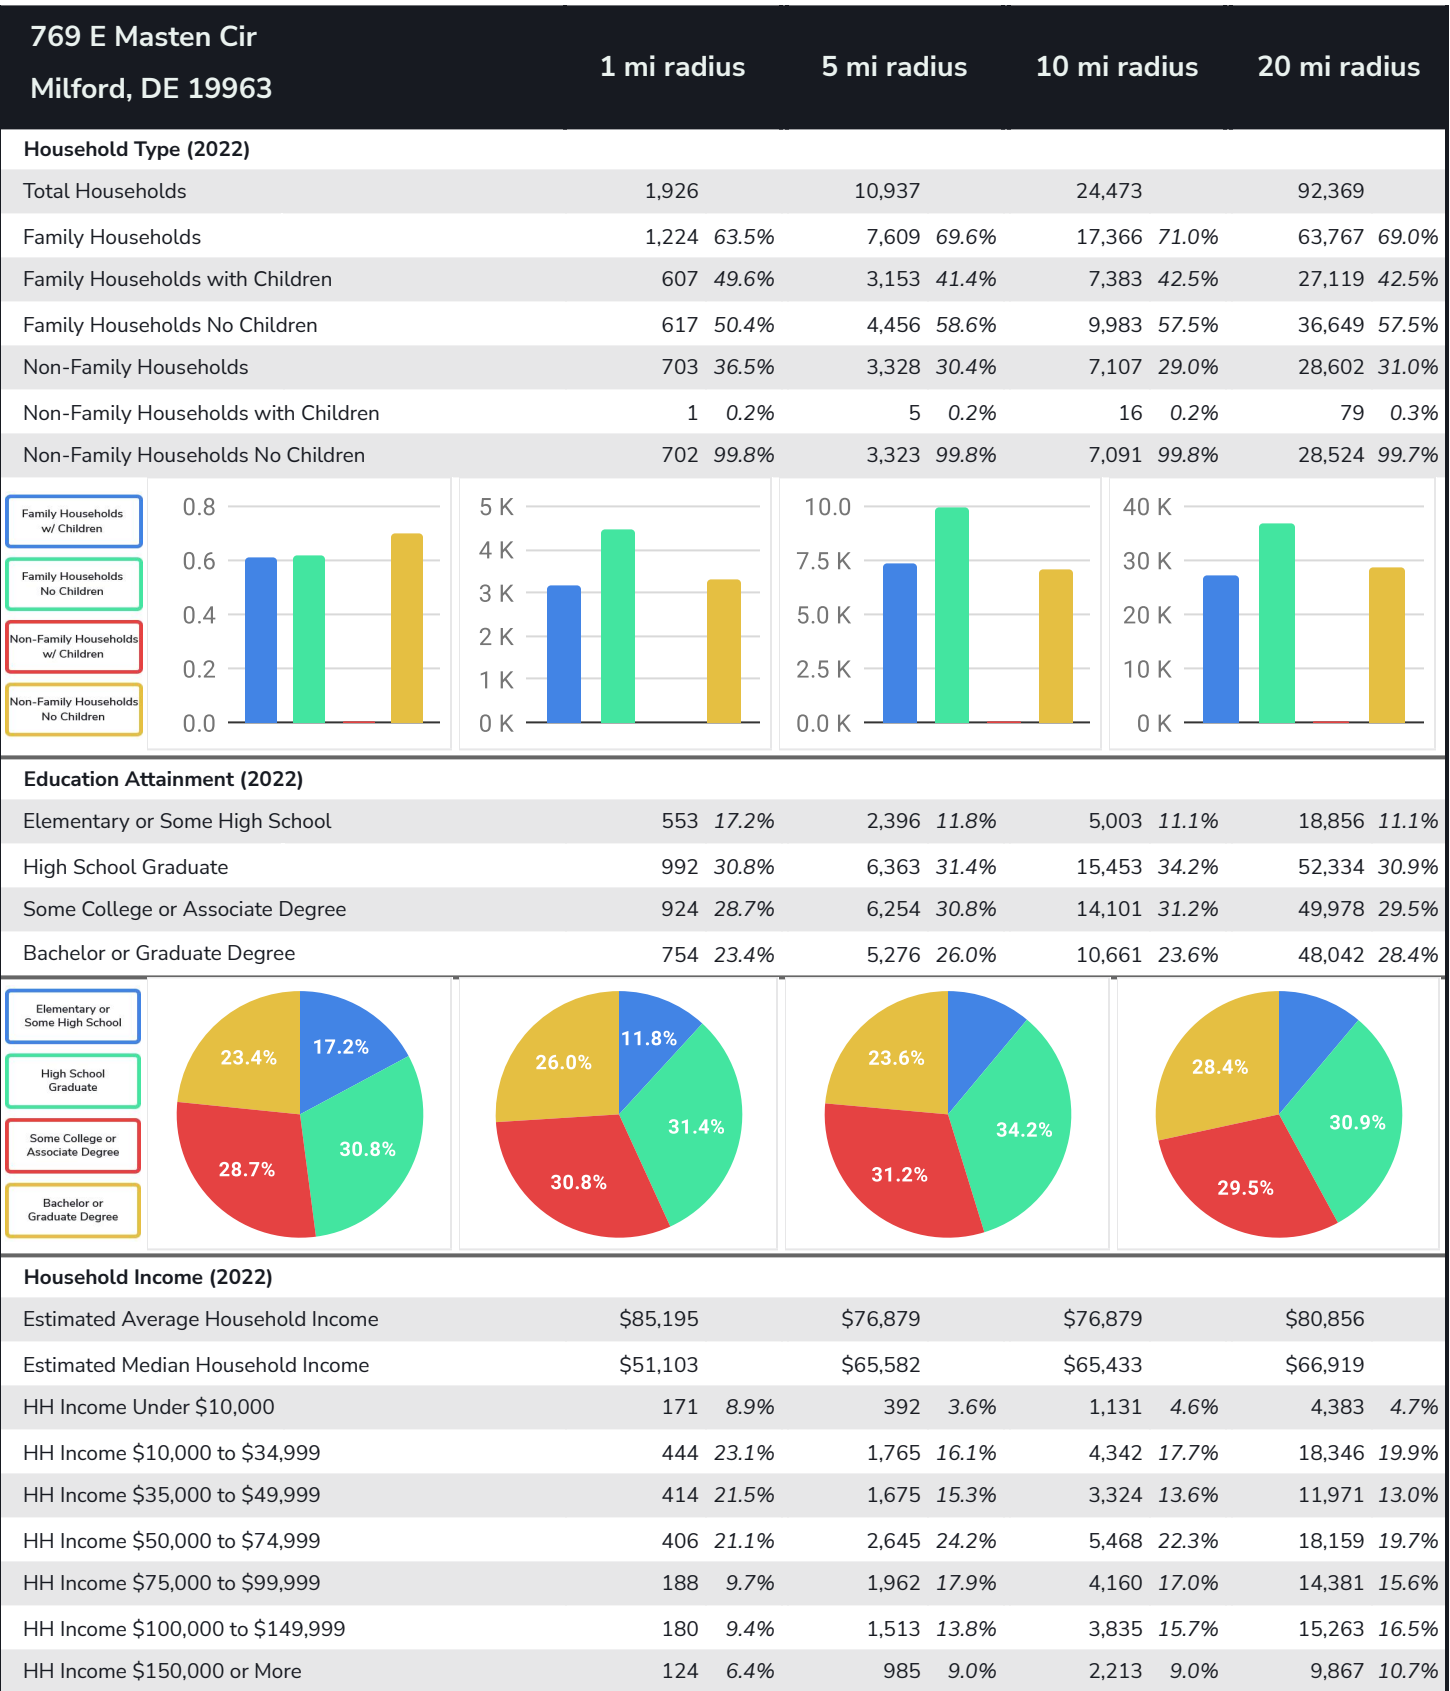 769 E Masten Cir
Milford, DE 19963
1 mi radius 5 mi radius 10 mi radius 20 mi radius
Household Type (2022)
Total Households 1,926 10,937 24,473 92,369
Family Households 1,224 63.5% 7,609 69.6% 17,366 71.0% 63,767 69.0%
Family Households with Children 607 49.6% 3,153 41.4% 7,383 42.5% 27,119 42.5%
Family Households No Children 617 50.4% 4,456 58.6% 9,983 57.5% 36,649 57.5%
Non-Family Households 703 36.5% 3,328 30.4% 7,107 29.0% 28,602 31.0%
Non-Family Households with Children 1 0.2% 5 0.2% 16 0.2% 79 0.3%
Non-Family Households No Children 702 99.8% 3,323 99.8% 7,091 99.8% 28,524 99.7%
Family Households
w/ Children
Family Households
No Children
Non-Family Households
w/ Children
Non-Family Households
No Children
0.8
0.6
0.4
0.2
0.0
5 K
4 K
3 K
2 K
1 K
0 K
10.0
7.5 K
5.0 K
2.5 K
0.0 K
40 K
30 K
20 K
10 K
0 K
Education Attainment (2022)
Elementary or Some High School 553 17.2% 2,396 11.8% 5,003 11.1% 18,856 11.1%
High School Graduate 992 30.8% 6,363 31.4% 15,453 34.2% 52,334 30.9%
Some College or Associate Degree 924 28.7% 6,254 30.8% 14,101 31.2% 49,978 29.5%
Bachelor or Graduate Degree 754 23.4% 5,276 26.0% 10,661 23.6% 48,042 28.4%
Elementary or
Some High School
High School
Graduate
Some College or
Associate Degree
Bachelor or
Graduate Degree
23.4%
17.2%
28.7%
30.8%
26.0%
11.8%
30.8%
31.4%
23.6%
31.2%
34.2%
28.4%
29.5%
30.9%
Household Income (2022)
Estimated Average Household Income $85,195 $76,879 $76,879 $80,856
Estimated Median Household Income $51,103 $65,582 $65,433 $66,919
HH Income Under $10,000 171 8.9% 392 3.6% 1,131 4.6% 4,383 4.7%
HH Income $10,000 to $34,999 444 23.1% 1,765 16.1% 4,342 17.7% 18,346 19.9%
HH Income $35,000 to $49,999 414 21.5% 1,675 15.3% 3,324 13.6% 11,971 13.0%
HH Income $50,000 to $74,999 406 21.1% 2,645 24.2% 5,468 22.3% 18,159 19.7%
HH Income $75,000 to $99,999 188 9.7% 1,962 17.9% 4,160 17.0% 14,381 15.6%
HH Income $100,000 to $149,999 180 9.4% 1,513 13.8% 3,835 15.7% 15,263 16.5%
HH Income $150,000 or More 124 6.4% 985 9.0% 2,213 9.0% 9,867 10.7%